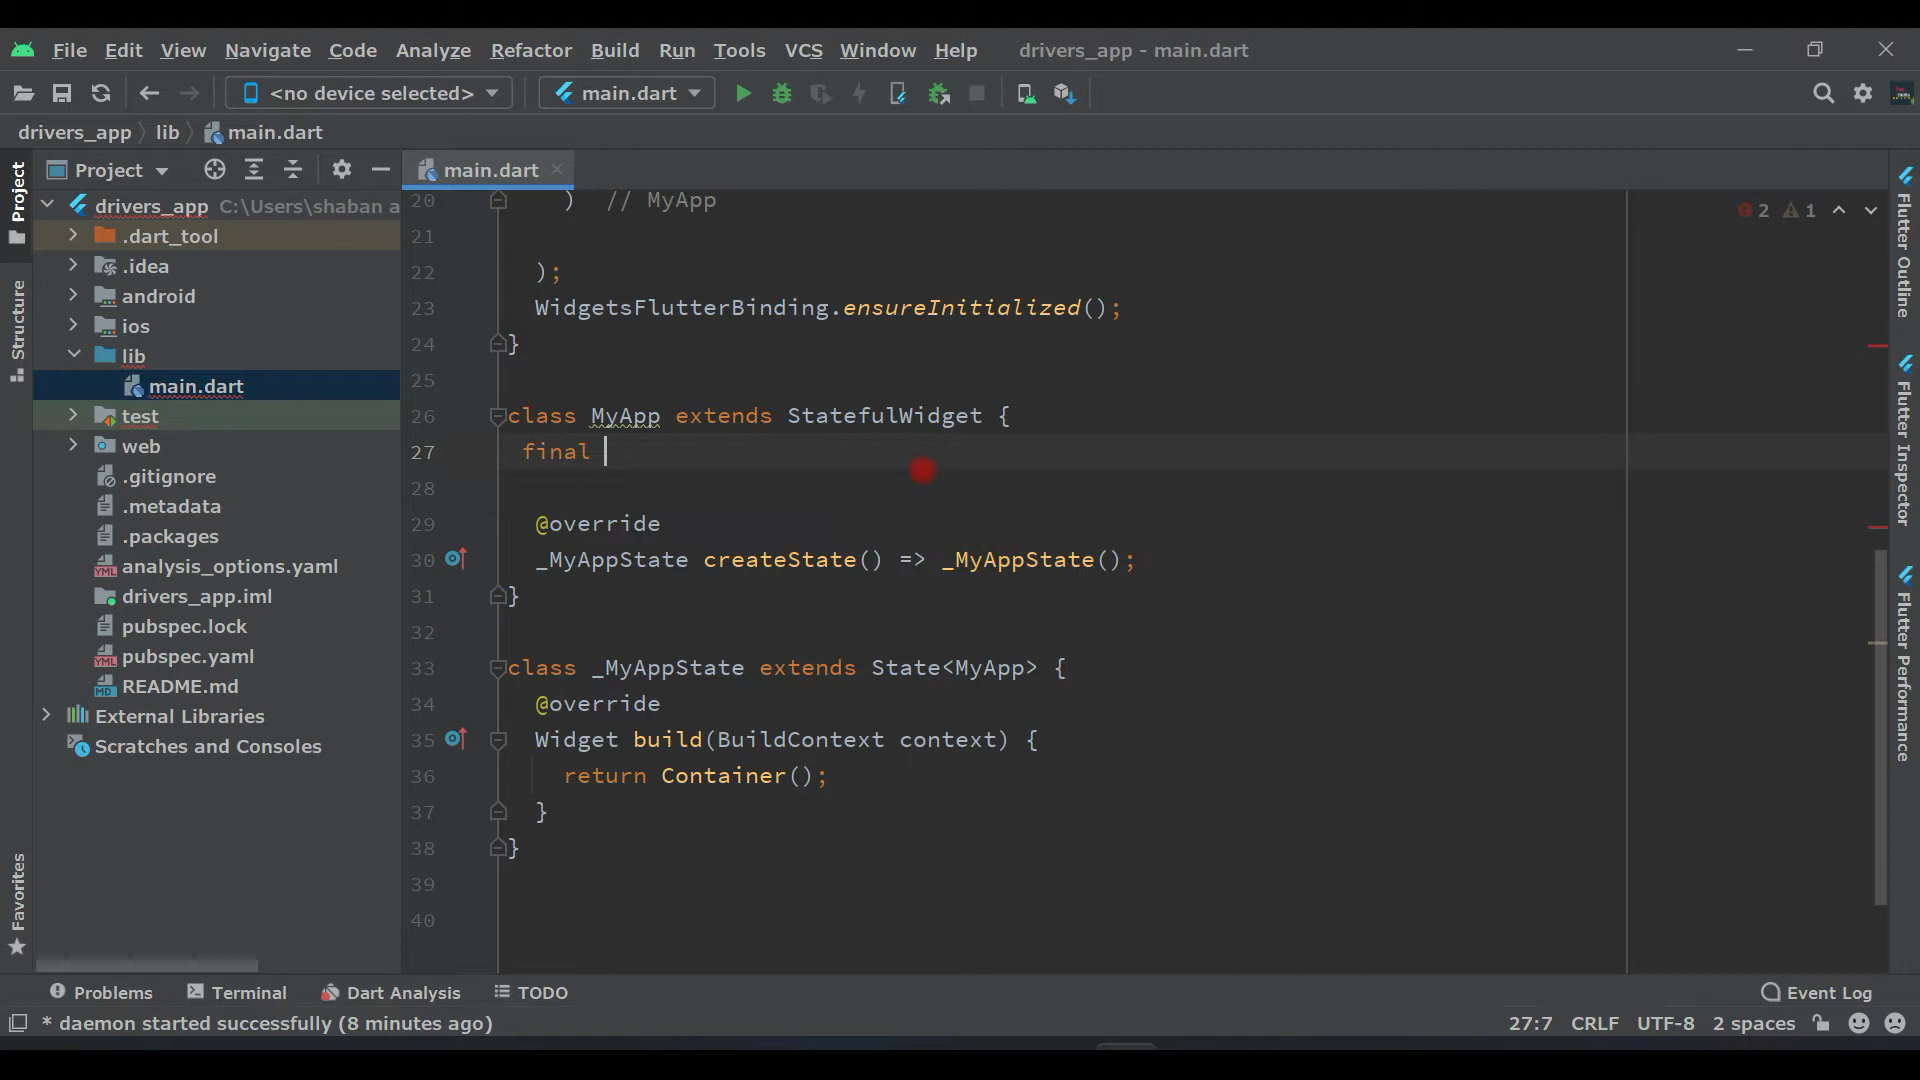 File Edit View Navigate Code Analyze Refactor Build Run Tools VCS Window Help drivers_app - main.dart
<no device selected> main.dart
drivers_app lib main.dart
Project main.dart
drivers_app C:\Users\shaban a
.dart_tool
.idea
android
ios
lib
main.dart
test
web
.gitignore
.metadata
.packages
analysis_options.yaml
drivers_app.iml
pubspec.lock
pubspec.yaml
README.md
External Libraries
Scratches and Consoles
Project
Structure
Favorites
20 ) // MyApp
21
22 );
23 WidgetsFlutterBinding.ensureInitialized();
24 }
25
26 class MyApp extends StatefulWidget {
27 final
28
29 @override
30 _MyAppState createState() => _MyAppState();
31 }
32
33 class _MyAppState extends State<MyApp> {
34 @override
35 Widget build(BuildContext context) {
36 return Container();
37 }
38 }
39
40
2 1
Flutter Outline
Flutter Inspector
Flutter Performance
Problems Terminal Dart Analysis TODO Event Log
* daemon started successfully (8 minutes ago) 27:7 CRLF UTF-8 2 spaces